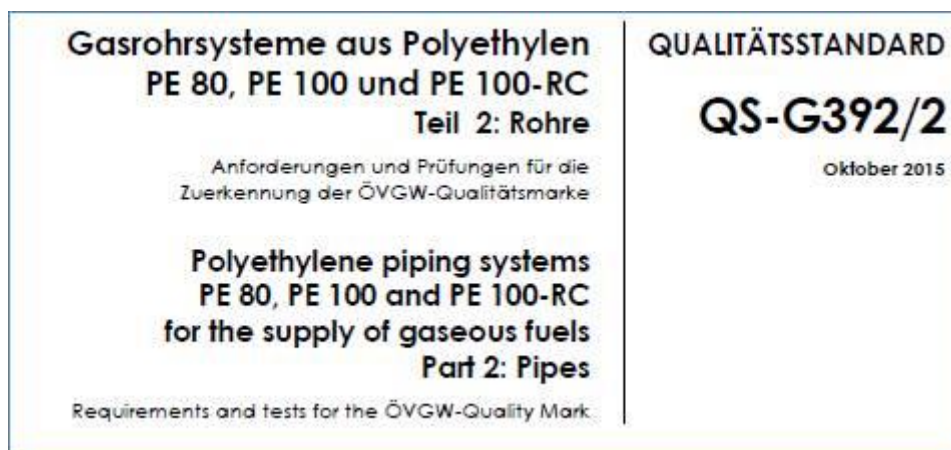 Gasrohrsysteme aus Polyethylen
PE 80, PE 100 und PE 100-RC
Teil 2: Rohre
Anforderungen und Prüfungen für die
Zuerkennung der ÖVGW-Qualitätsmarke
Polyethylene piping systems
PE 80, PE 100 and PE 100-RC
for the supply of gaseous fuels
Part 2: Pipes
Requirements and tests for the ÖVGW-Quality Mark
QUALITÄTSSTANDARD
QS-G392/2
Oktober 2015